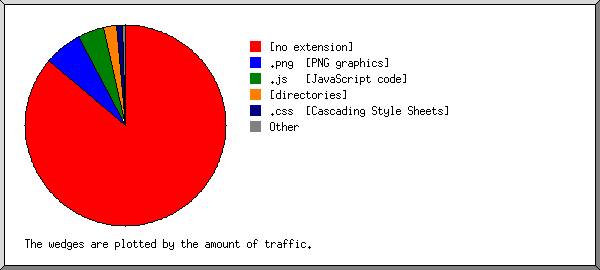 [no extension]
.png  [PNG graphics]
.js   [JavaScript code]
[directories]
.css  [Cascading Style Sheets]
Other
The wedges are plotted by the amount of traffic.